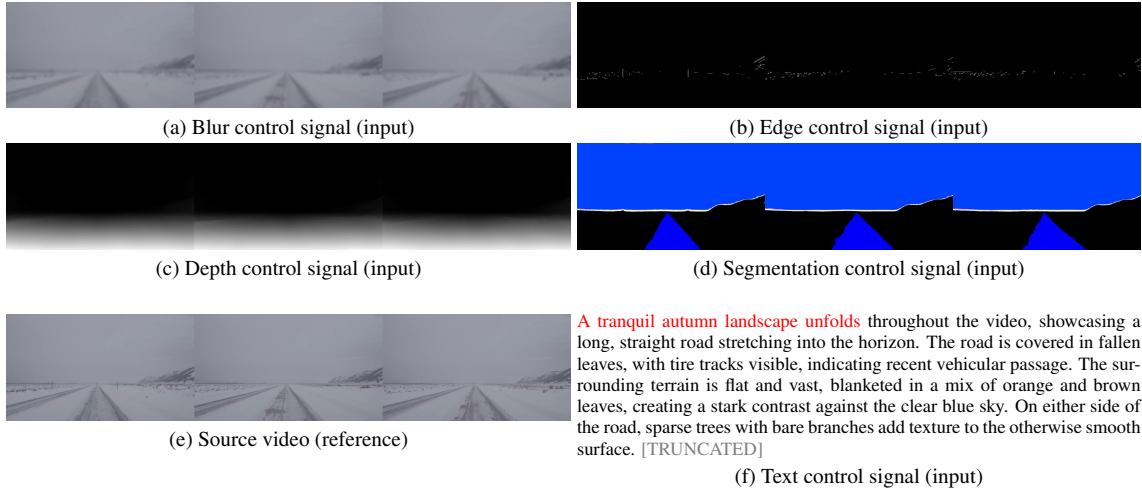 (a) Blur control signal (input)
(b) Edge control signal (input)
(c) Depth control signal (input)
(d) Segmentation control signal (input)
(e) Source video (reference)
A tranquil autumn landscape unfolds throughout the video, showcasing a
long, straight road stretching into the horizon. The road is covered in fallen
leaves, with tire tracks visible, indicating recent vehicular passage. The sur-
rounding terrain is flat and vast, blanketed in a mix of orange and brown
leaves, creating a stark contrast against the clear blue sky. On either side of
the road, sparse trees with bare branches add texture to the otherwise smooth
surface. [TRUNCATED]
(f) Text control signal (input)